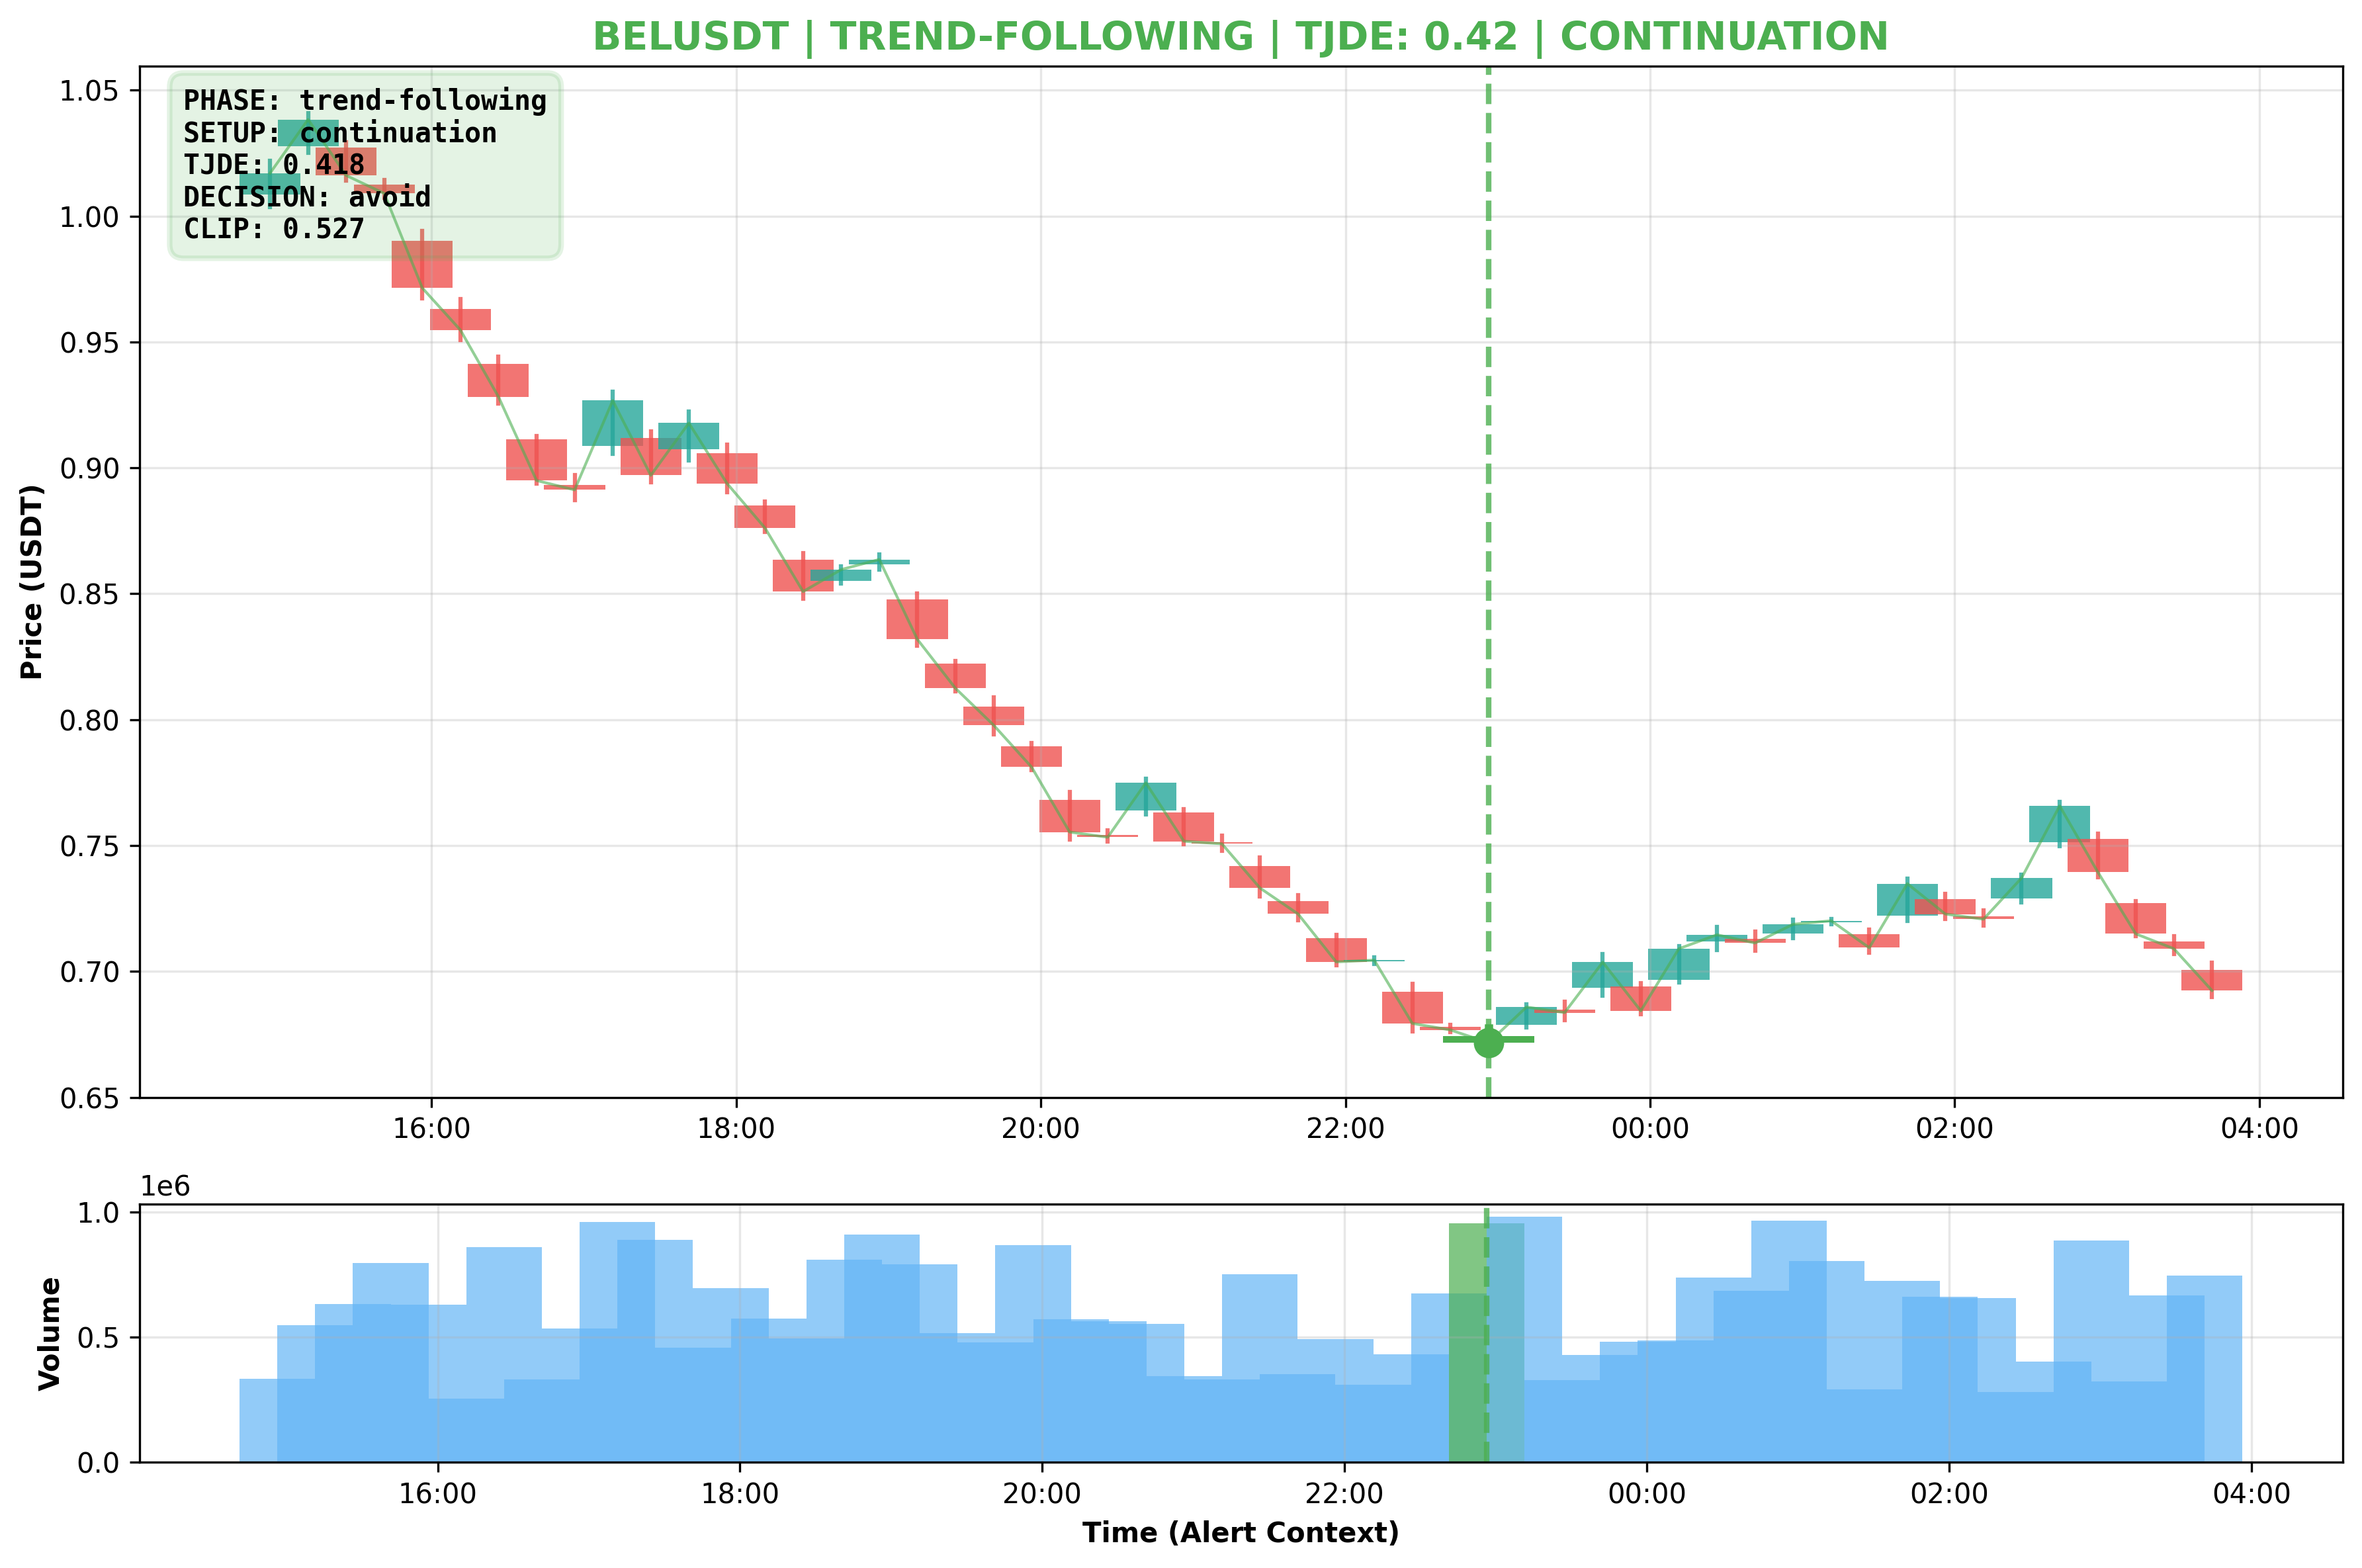 BELUSDT | TREND-FOLLOWING | TJDE: 0.42 | CONTINUATION
PHASE: trend-following
SETUP: continuation
TJDE: 0.418
DECISION: avoid
CLIP: 0.527
Price (USDT)
1.05
1.00
0.95
0.90
0.85
0.80
0.75
0.70
0.65
16:00 18:00 20:00 22:00 00:00 02:00 04:00
1e6
Volume
1.0
0.5
0.0
16:00 18:00 20:00 22:00 00:00 02:00 04:00
Time (Alert Context)